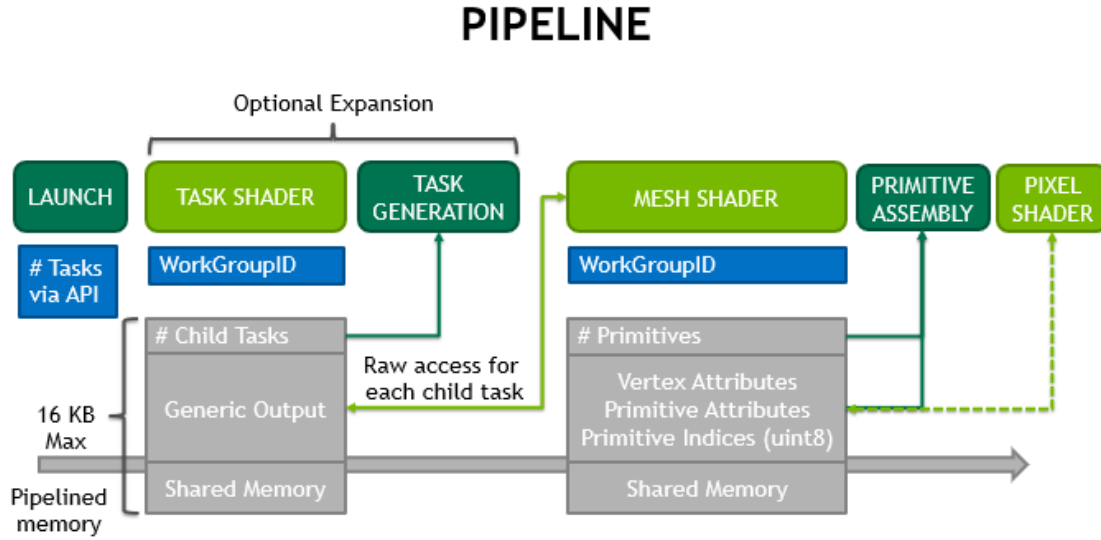 PIPELINE
Optional Expansion
LAUNCH
TASK SHADER
TASK
GENERATION
MESH SHADER
PRIMITIVE
ASSEMBLY
PIXEL
SHADER
# Tasks
via API
WorkGroupID
WorkGroupID
# Child Tasks
# Primitives
Raw access for
each child task
Generic Output
Vertex Attributes
Primitive Attributes
Primitive Indices (uint8)
16 KB
Max
Shared Memory
Shared Memory
Pipelined
memory